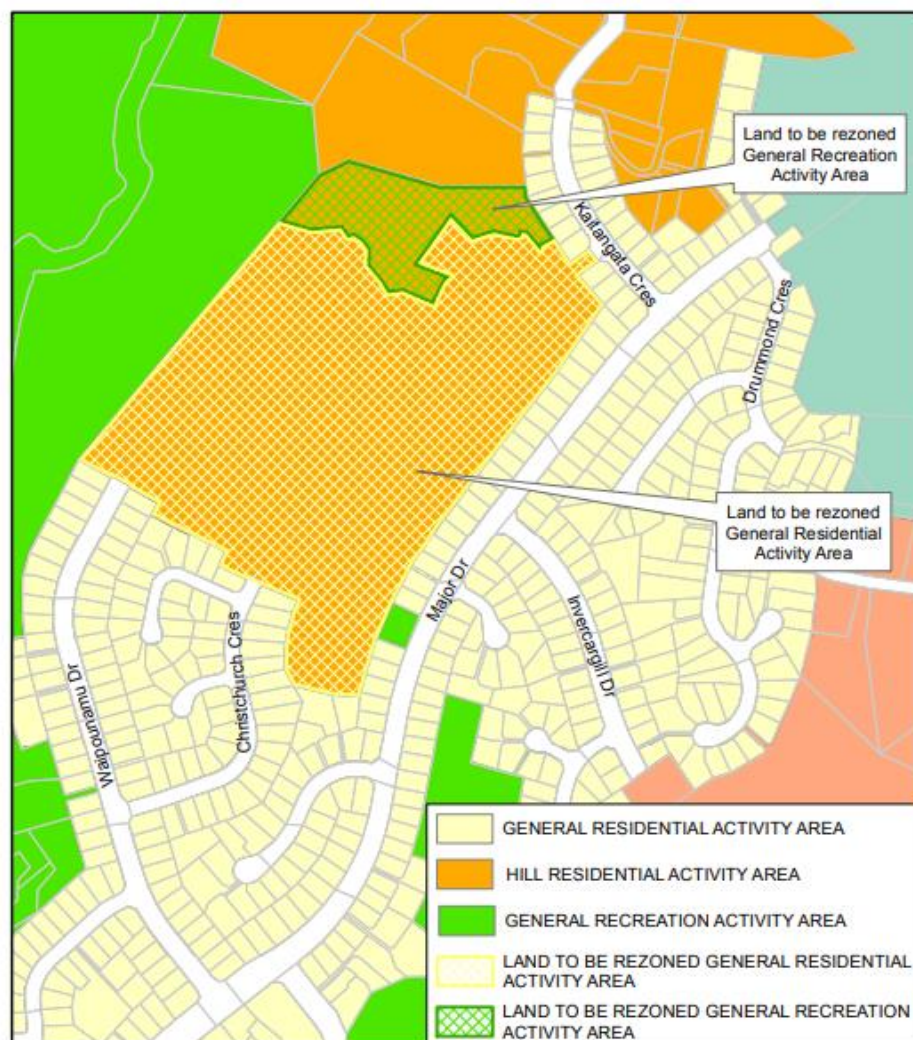 Land to be rezoned
General Recreation
Activity Area
Kaitangata Cres
Drummond Cres
Land to be rezoned
General Residential
Activity Area
Major Dr
Invercargill Dr
Christchurch Cres
Waipounamu Dr
GENERAL RESIDENTIAL ACTIVITY AREA
HILL RESIDENTIAL ACTIVITY AREA
GENERAL RECREATION ACTIVITY AREA
LAND TO BE REZONED GENERAL RESIDENTIAL
ACTIVITY AREA
LAND TO BE REZONED GENERAL RECREATION
ACTIVITY AREA